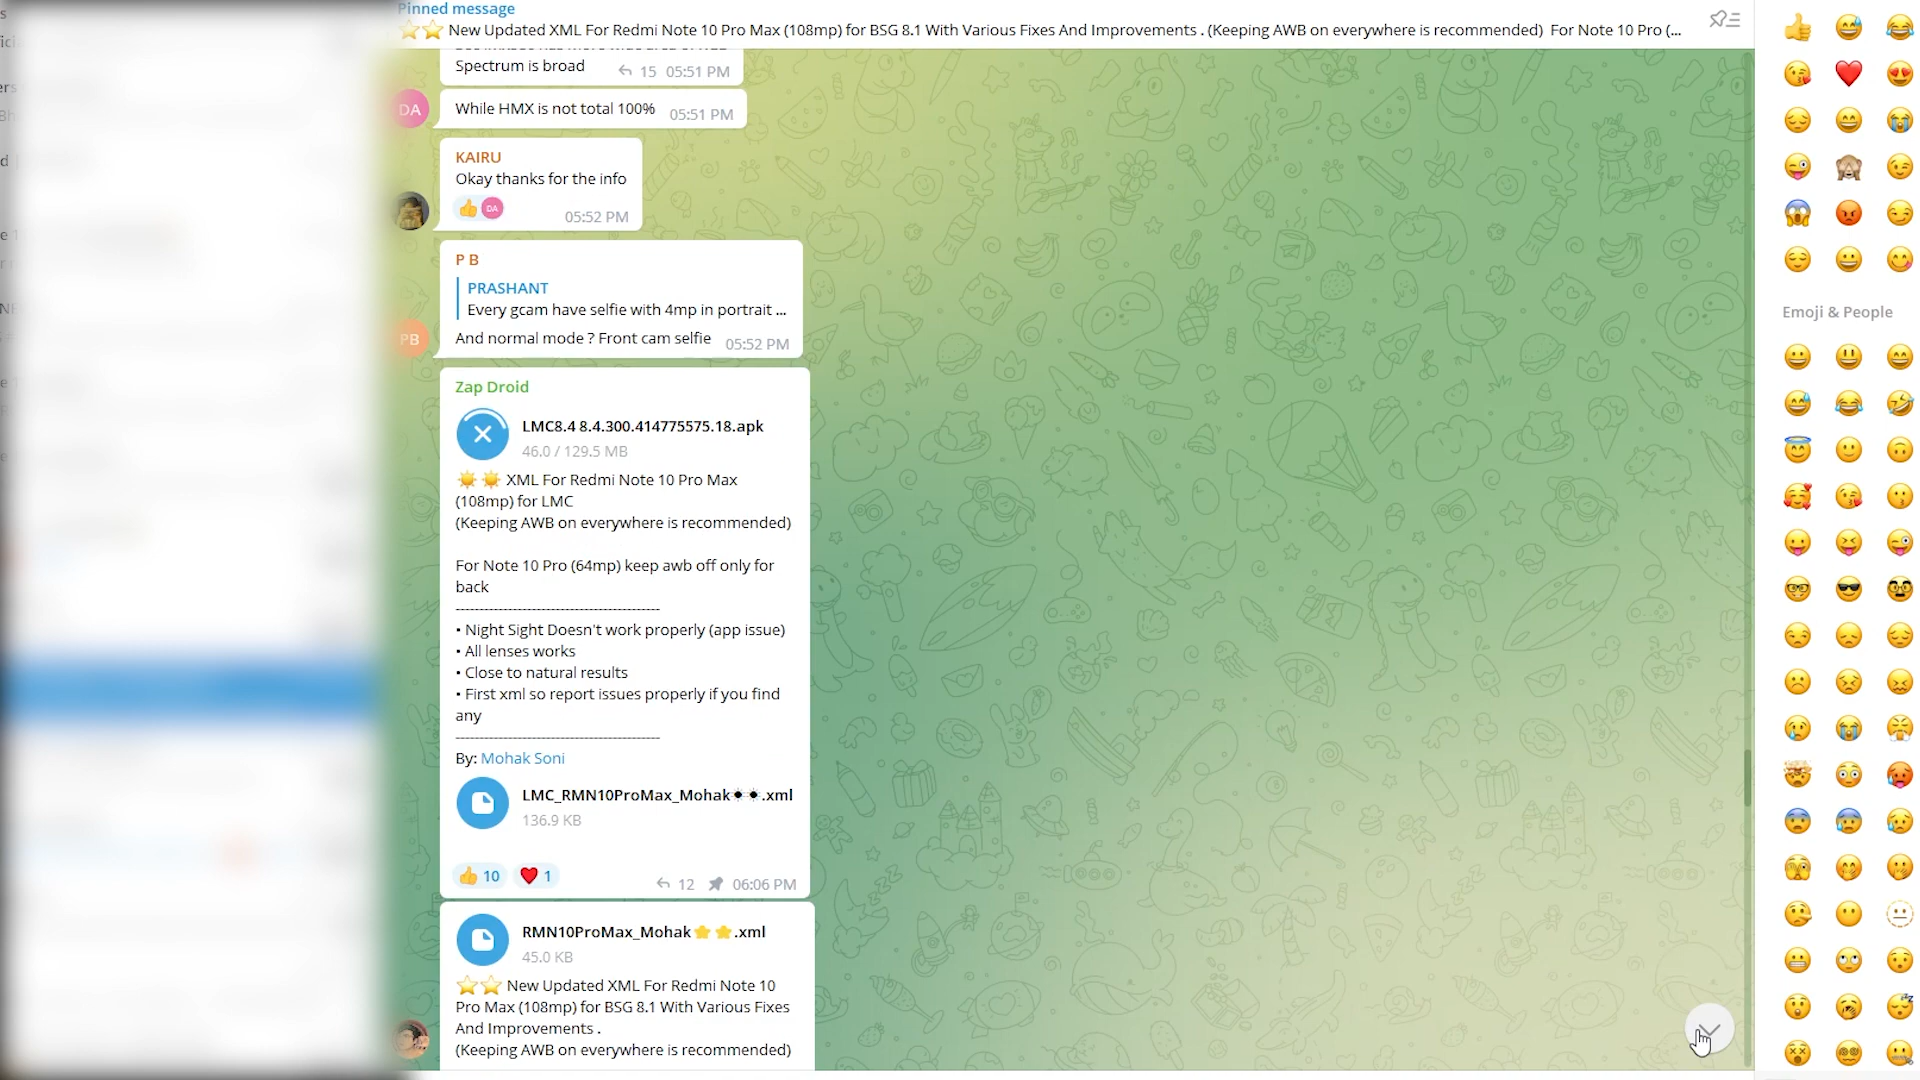 Pinned message
⭐⭐ New Updated XML For Redmi Note 10 Pro Max (108mp) for BSG 8.1 With Various Fixes And Improvements . (Keeping AWB on everywhere is recommended) For Note 10 Pro (...
Spectrum is broad 15 05:51 PM
DA While HMX is not total 100% 05:51 PM
KAIRU
Okay thanks for the info
👍 DA 05:52 PM
P B
PRASHANT
Every gcam have selfie with 4mp in portrait ...
PB And normal mode ? Front cam selfie 05:52 PM
Zap Droid
LMC8.4 8.4.300.414775575.18.apk
46.0 / 129.5 MB
☀️☀️ XML For Redmi Note 10 Pro Max
(108mp) for LMC
(Keeping AWB on everywhere is recommended)
For Note 10 Pro (64mp) keep awb off only for
back
-------------------------------------------
• Night Sight Doesn't work properly (app issue)
• All lenses works
• Close to natural results
• First xml so report issues properly if you find
any
-------------------------------------------
By: Mohak Soni
LMC_RMN10ProMax_Mohak☀☀.xml
136.9 KB
👍 10 ❤️ 1
12 06:06 PM
RMN10ProMax_Mohak⭐⭐.xml
45.0 KB
⭐⭐ New Updated XML For Redmi Note 10
Pro Max (108mp) for BSG 8.1 With Various Fixes
And Improvements .
(Keeping AWB on everywhere is recommended)
Emoji & People